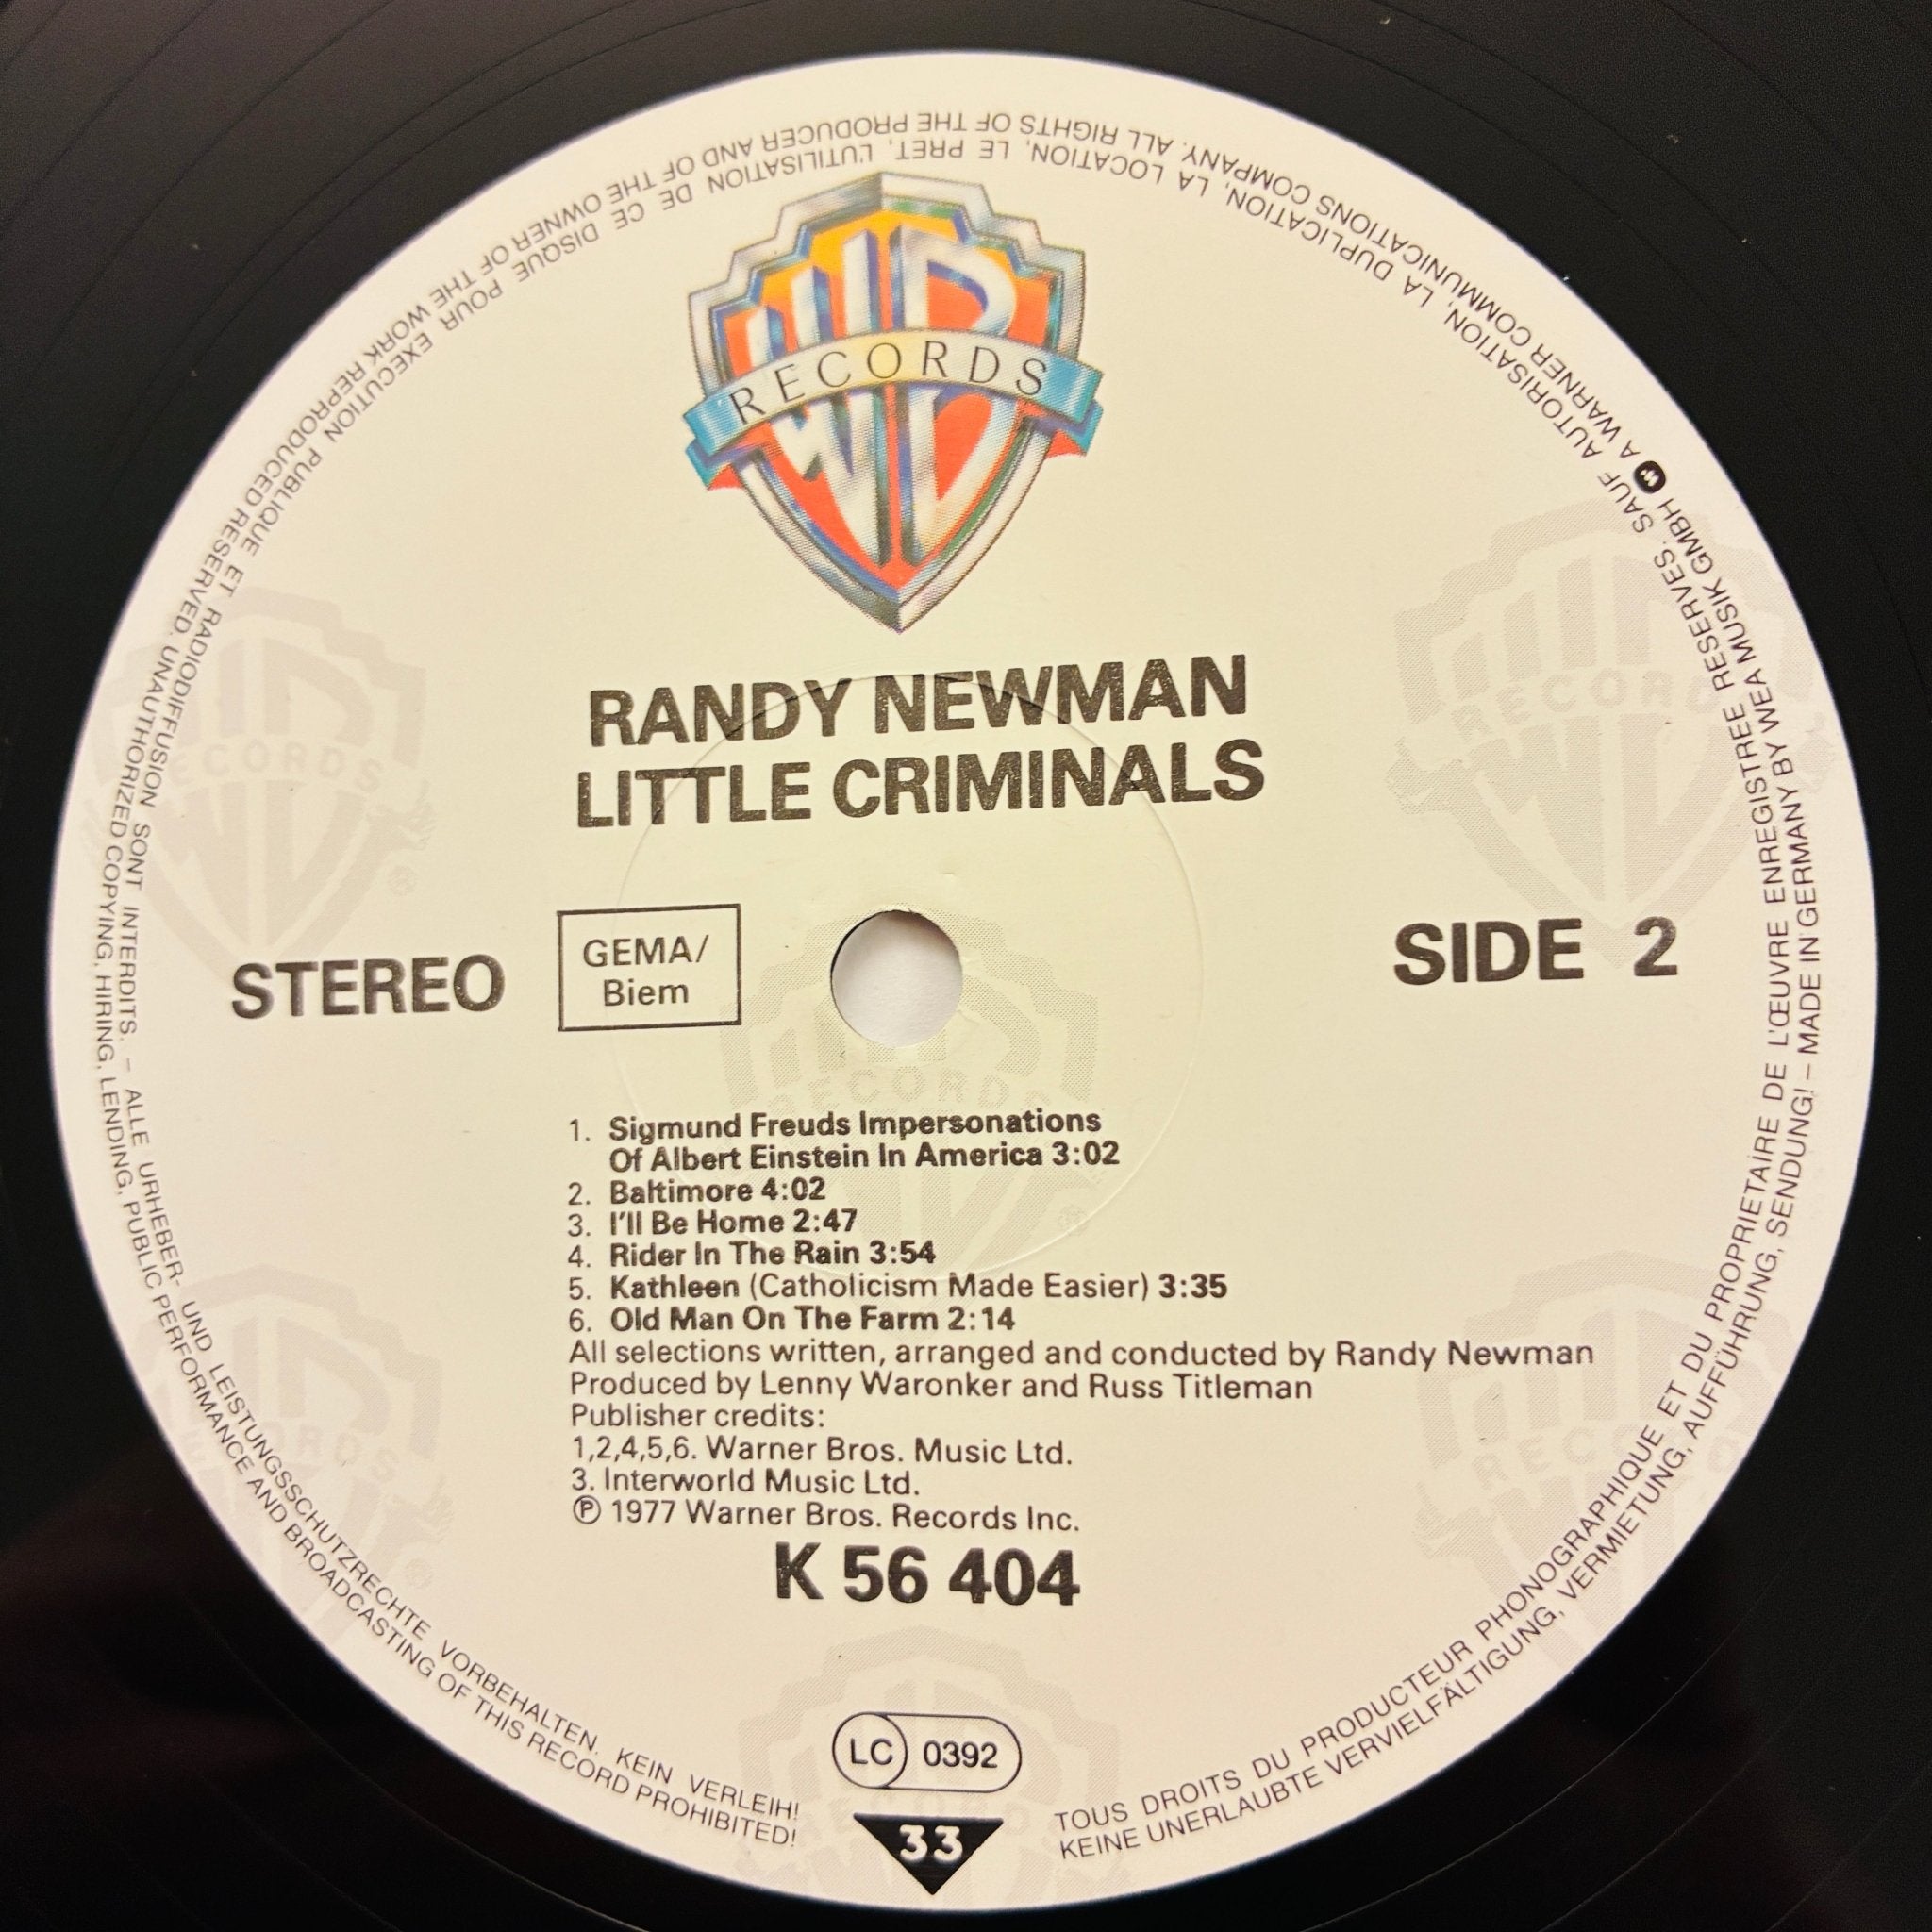 RECORDS
RANDY NEWMAN
LITTLE CRIMINALS
STEREO
GEMA/
Biem
SIDE 2
1. Sigmund Freuds Impersonations
Of Albert Einstein In America 3:02
2. Baltimore 4:02
3. I'll Be Home 2:47
4. Rider In The Rain 3:54
5. Kathleen (Catholicism Made Easier) 3:35
6. Old Man On The Farm 2:14
All selections written, arranged and conducted by Randy Newman
Produced by Lenny Waronker and Russ Titleman
Publisher credits:
1,2,4,5,6. Warner Bros. Music Ltd.
3. Interworld Music Ltd.
℗ 1977 Warner Bros. Records Inc.
K 56 404
LC 0392
33
TOUS DROITS DU PRODUCTEUR PHONOGRAPHIQUE ET DU PROPRIETAIRE DE L'ŒUVRE ENREGISTREE RESERVES. SAUF AUTORISATION, LA DUPLICATION, LA LOCATION, LE PRET, L'UTILISATION DE CE DISQUE POUR EXECUTION PUBLIQUE ET RADIODIFFUSION SONT INTERDITS. – ALLE URHEBER- UND LEISTUNGSSCHUTZRECHTE VORBEHALTEN. KEIN VERLEIH!
KEINE UNERLAUBTE VERVIELFÄLTIGUNG, VERMIETUNG, AUFFÜHRUNG, SENDUNG! – MADE IN GERMANY BY WEA MUSIK GMBH A WARNER COMMUNICATIONS COMPANY. ALL RIGHTS OF THE PRODUCER AND OF THE OWNER OF THE WORK REPRODUCED RESERVED. UNAUTHORIZED COPYING, HIRING, LENDING, PUBLIC PERFORMANCE AND BROADCASTING OF THIS RECORD PROHIBITED!